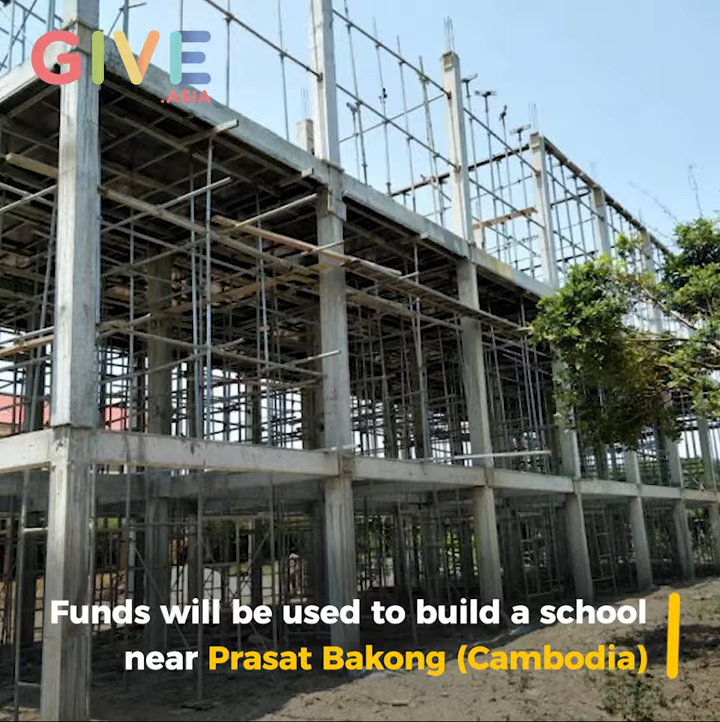 GIVE
.ASIA
Funds will be used to build a school
near Prasat Bakong (Cambodia)